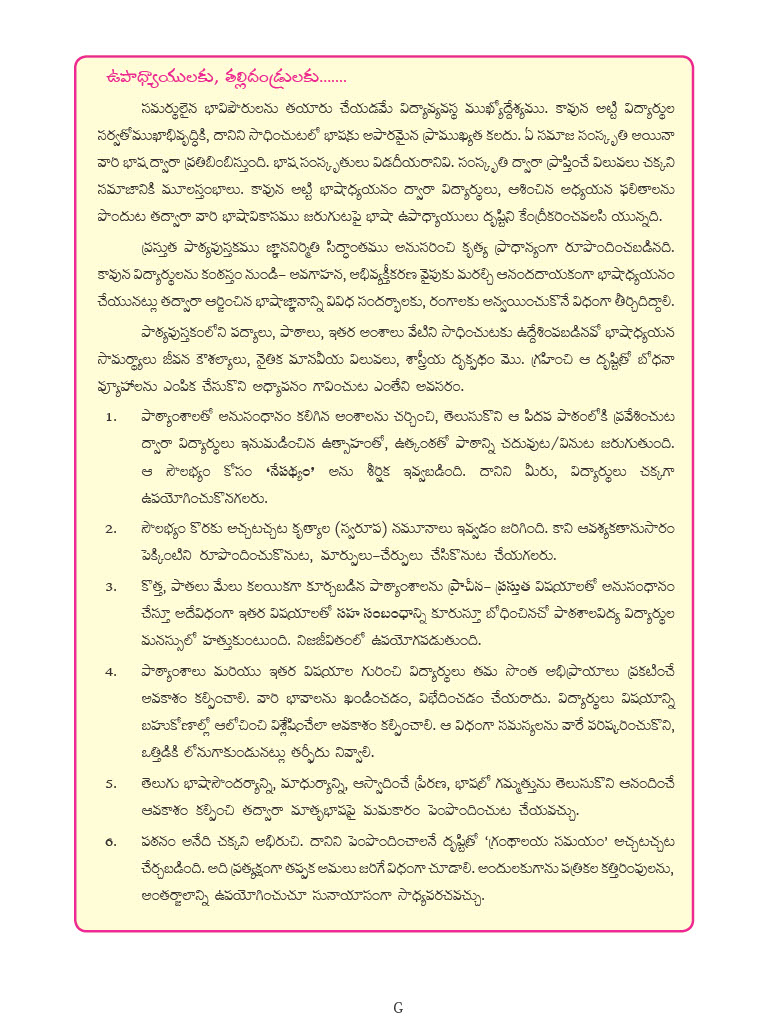 ఉపాధ్యాయులకు, తల్లిదండ్రులకు.......
సమర్థులైన భావిపౌరులను తయారు చేయడమే విద్యావ్యవస్థ ముఖ్యోద్దేశ్యము. కావున అట్టి విద్యార్థుల
సర్వతోముఖాభివృద్ధికి, దానిని సాధించుటలో భాషకు అపారమైన ప్రాముఖ్యత కలదు. ఏ సమాజ సంస్కృతి అయినా
వారి భాష ద్వారా ప్రతిబింబిస్తుంది. భాష సంస్కృతులు విడదీయరానివి. సంస్కృతి ద్వారా ప్రాప్తించే విలువలు చక్కని
సమాజానికి మూలస్తంభాలు. కావున అట్టి భాషాధ్యయనం ద్వారా విద్యార్థులు, ఆశించిన అధ్యయన ఫలితాలను
పొందుట తద్వారా వారి భాషావికాసము జరుగుటపై భాషా ఉపాధ్యాయులు దృష్టిని కేంద్రీకరించవలసి యున్నది.
ప్రస్తుత పాఠ్యపుస్తకము జ్ఞాననిర్మితి సిద్ధాంతము అనుసరించి కృత్య ప్రాధాన్యంగా రూపొందించబడినది.
కావున విద్యార్థులను కంఠస్తం నుండి– అవగాహన, అభివ్యక్తీకరణ వైపుకు మరల్చి ఆనందదాయకంగా భాషాధ్యయనం
చేయునట్లు తద్వారా ఆర్జించిన భాషాజ్ఞానాన్ని వివిధ సందర్భాలకు, రంగాలకు అన్వయించుకొనే విధంగా తీర్చిదిద్దాలి.
పాఠ్యపుస్తకంలోని పద్యాలు, పాఠాలు, ఇతర అంశాలు వేటిని సాధించుటకు ఉద్దేశింపబడినవో భాషాధ్యయన
సామర్థ్యాలు జీవన కౌశల్యాలు, నైతిక మానవీయ విలువలు, శాస్త్రీయ దృక్పథం మొ. గ్రహించి ఆ దృష్టితో బోధనా
వ్యూహాలను ఎంపిక చేసుకొని అధ్యాపనం గావించుట ఎంతేని అవసరం.
1. పాఠ్యాంశాలతో అనుసంధానం కలిగిన అంశాలను చర్చించి, తెలుసుకొని ఆ పిదప పాఠంలోకి ప్రవేశించుట
ద్వారా విద్యార్థులు ఇనుమడించిన ఉత్సాహంతో, ఉత్కంఠతో పాఠాన్ని చదువుట/వినుట జరుగుతుంది.
ఆ సౌలభ్యం కోసం 'నేపథ్యం' అను శీర్షిక ఇవ్వబడింది. దానిని మీరు, విద్యార్థులు చక్కగా
ఉపయోగించుకొనగలరు.
2. సౌలభ్యం కొరకు అచ్చటచ్చట కృత్యాల (స్వరూప) నమూనాలు ఇవ్వడం జరిగింది. కాని ఆవశ్యకతానుసారం
పెక్కింటిని రూపొందించుకొనుట, మార్పులు–చేర్పులు చేసికొనుట చేయగలరు.
3. కొత్త, పాతలు మేలు కలయికగా కూర్చబడిన పాఠ్యాంశాలను ప్రాచీన– ప్రస్తుత విషయాలతో అనుసంధానం
చేస్తూ అదేవిధంగా ఇతర విషయాలతో సహ సంబంధాన్ని కూరుస్తూ బోధించినచో పాఠశాలవిద్య విద్యార్థుల
మనస్సులో హత్తుకుంటుంది. నిజజీవితంలో ఉపయోగపడుతుంది.
4. పాఠ్యాంశాలు మరియు ఇతర విషయాల గురించి విద్యార్థులు తమ సొంత అభిప్రాయాలు ప్రకటించే
అవకాశం కల్పించాలి. వారి భావాలను ఖండించడం, విభేదించడం చేయరాదు. విద్యార్థులు విషయాన్ని
బహుకోణాల్లో ఆలోచించి విశ్లేషించేలా అవకాశం కల్పించాలి. ఆ విధంగా సమస్యలను వారే పరిష్కరించుకొని,
ఒత్తిడికి లోనుగాకుండునట్లు తర్ఫీదు నివ్వాలి.
5. తెలుగు భాషాసౌందర్యాన్ని, మాధుర్యాన్ని, ఆస్వాదించే ప్రేరణ, భాషలో గమ్మత్తును తెలుసుకొని ఆనందించే
ఆవకాశం కల్పించి తద్వారా మాతృభాషపై మమకారం పెంపొందించుట చేయవచ్చు.
6. పఠనం అనేది చక్కని అభిరుచి. దానిని పెంపొందించాలనే దృష్టితో 'గ్రంథాలయ సమయం' అచ్చటచ్చట
చేర్చబడింది. అది ప్రత్యక్షంగా తప్పక అమలు జరిగే విధంగా చూడాలి. అందులకుగాను పత్రికల కత్తిరింపులను,
అంతర్జాలాన్ని ఉపయోగించుచూ సునాయాసంగా సాధ్యపరచవచ్చు.
G